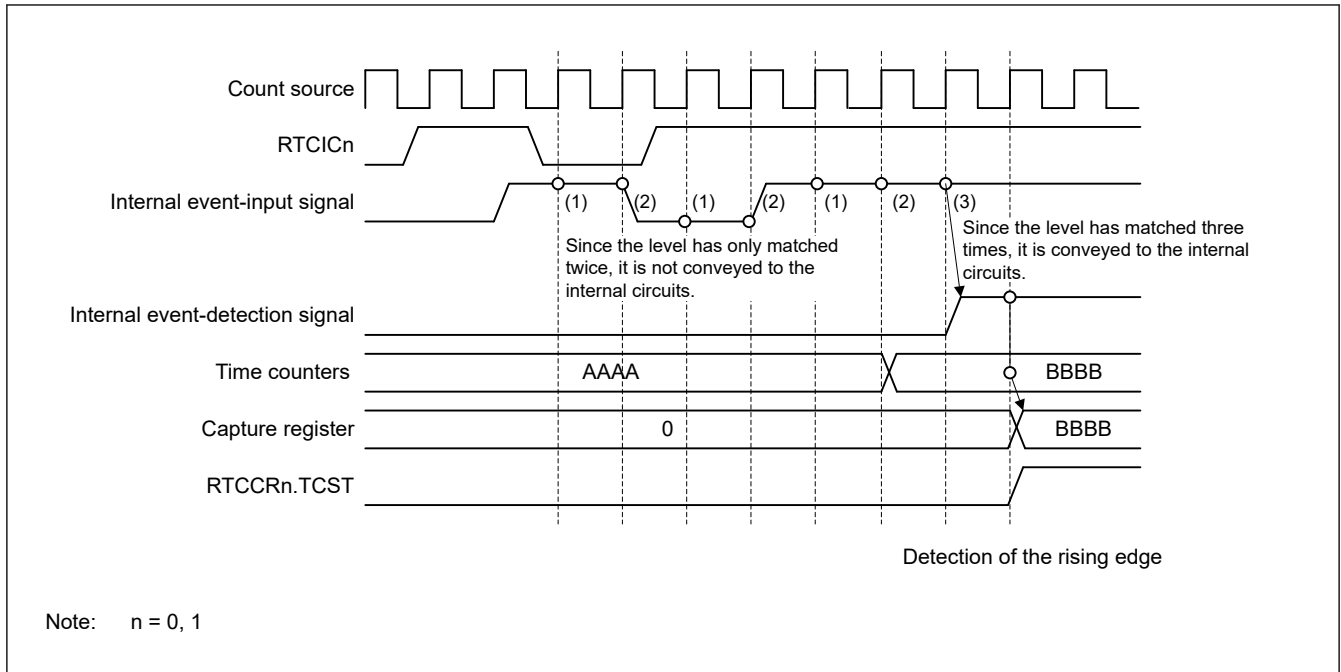 Count source
RTCICn
Internal event-input signal
(1) (2) (1) (2) (1) (2) (3)
Since the level has only matched
twice, it is not conveyed to the
internal circuits.
Since the level has matched three
times, it is conveyed to the internal
circuits.
Internal event-detection signal
Time counters
AAAA
BBBB
Capture register
0
BBBB
RTCCRn.TCST
Detection of the rising edge
Note: n = 0, 1